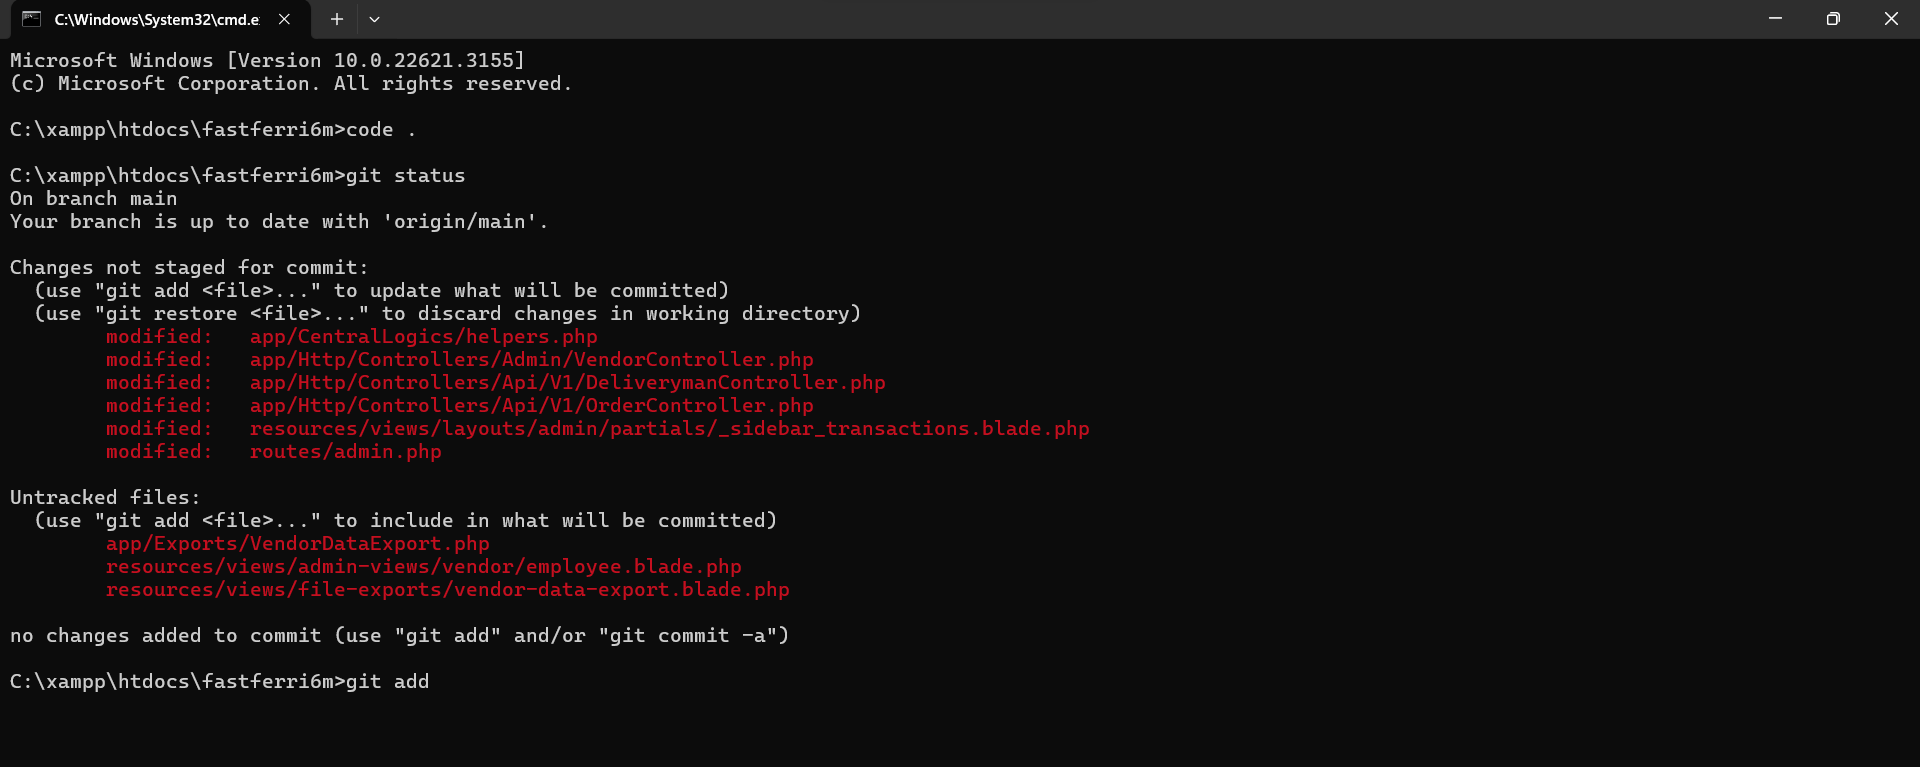 C:\Windows\System32\cmd.e
Microsoft Windows [Version 10.0.22621.3155]
(c) Microsoft Corporation. All rights reserved.
C:\xampp\htdocs\fastferri6m>code .
C:\xampp\htdocs\fastferri6m>git status
On branch main
Your branch is up to date with 'origin/main'.
Changes not staged for commit:
  (use "git add <file>..." to update what will be committed)
  (use "git restore <file>..." to discard changes in working directory)
        modified:   app/CentralLogics/helpers.php
        modified:   app/Http/Controllers/Admin/VendorController.php
        modified:   app/Http/Controllers/Api/V1/DeliverymanController.php
        modified:   app/Http/Controllers/Api/V1/OrderController.php
        modified:   resources/views/layouts/admin/partials/_sidebar_transactions.blade.php
        modified:   routes/admin.php
Untracked files:
  (use "git add <file>..." to include in what will be committed)
        app/Exports/VendorDataExport.php
        resources/views/admin-views/vendor/employee.blade.php
        resources/views/file-exports/vendor-data-export.blade.php
no changes added to commit (use "git add" and/or "git commit -a")
C:\xampp\htdocs\fastferri6m>git add